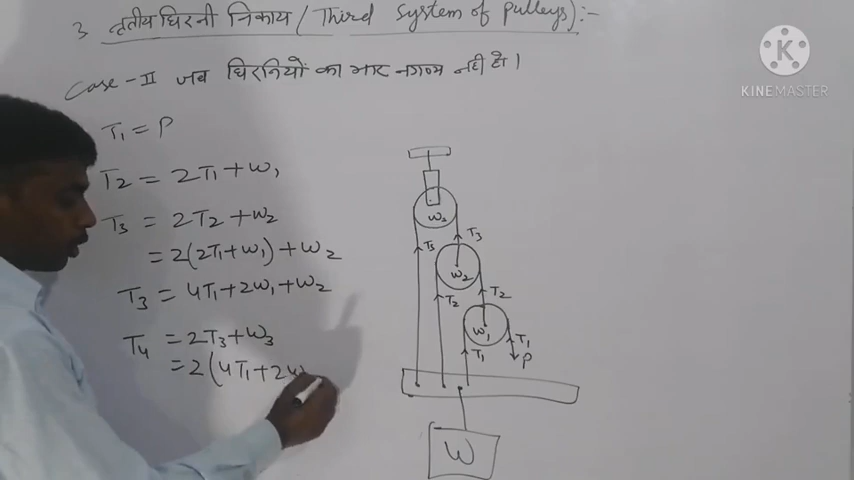 3 तृतीय घिरनी निकाय / (Third System of pulleys) :-
Case - II जब घिरनियों का भार नगण्य नही हो।
T₁ = P
T₂ = 2T₁ + w₁
T₃ = 2T₂ + w₂
= 2(2T₁ + w₁) + w₂
T₃ = 4T₁ + 2w₁ + w₂
T₄ = 2T₃ + w₃
= 2(4T₁ + 2w
w₃
T₃ T₃
w₂
T₂ T₂
w₁
T₁ T₁
P
W
KINEMASTER